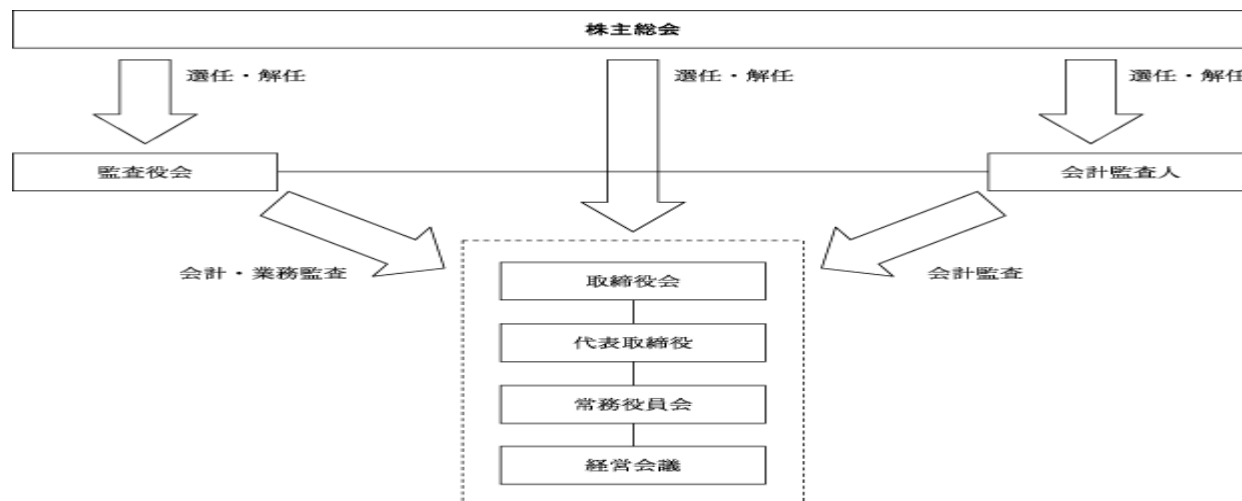 株主総会
選任・解任
選任・解任
選任・解任
監査役会
会計監査人
会計・業務監査
会計監査
取締役会
代表取締役
常務役員会
経営会議